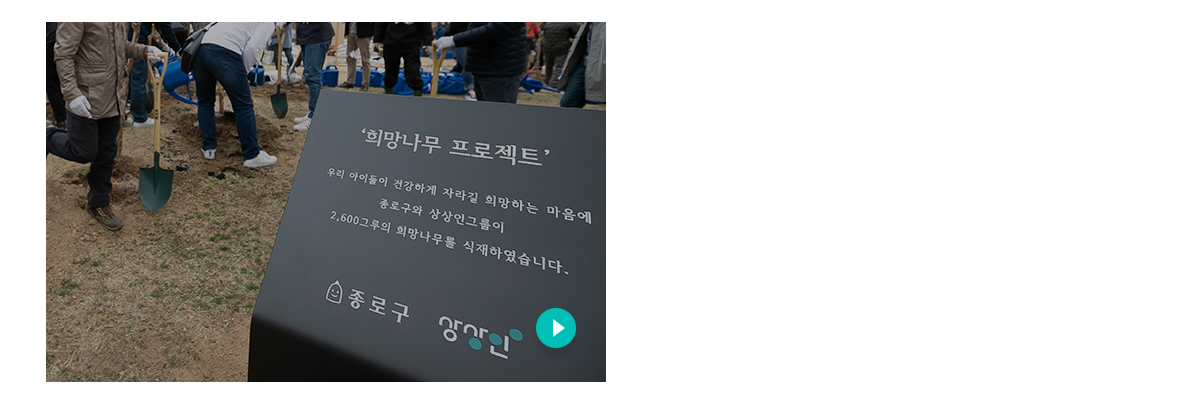 ‘희망나무 프로젝트’
우리 아이들이 건강하게 자라길 희망하는 마음에
종로구와 상상인그룹이
2,600그루의 희망나무를 식재하였습니다.
종로구
상상인